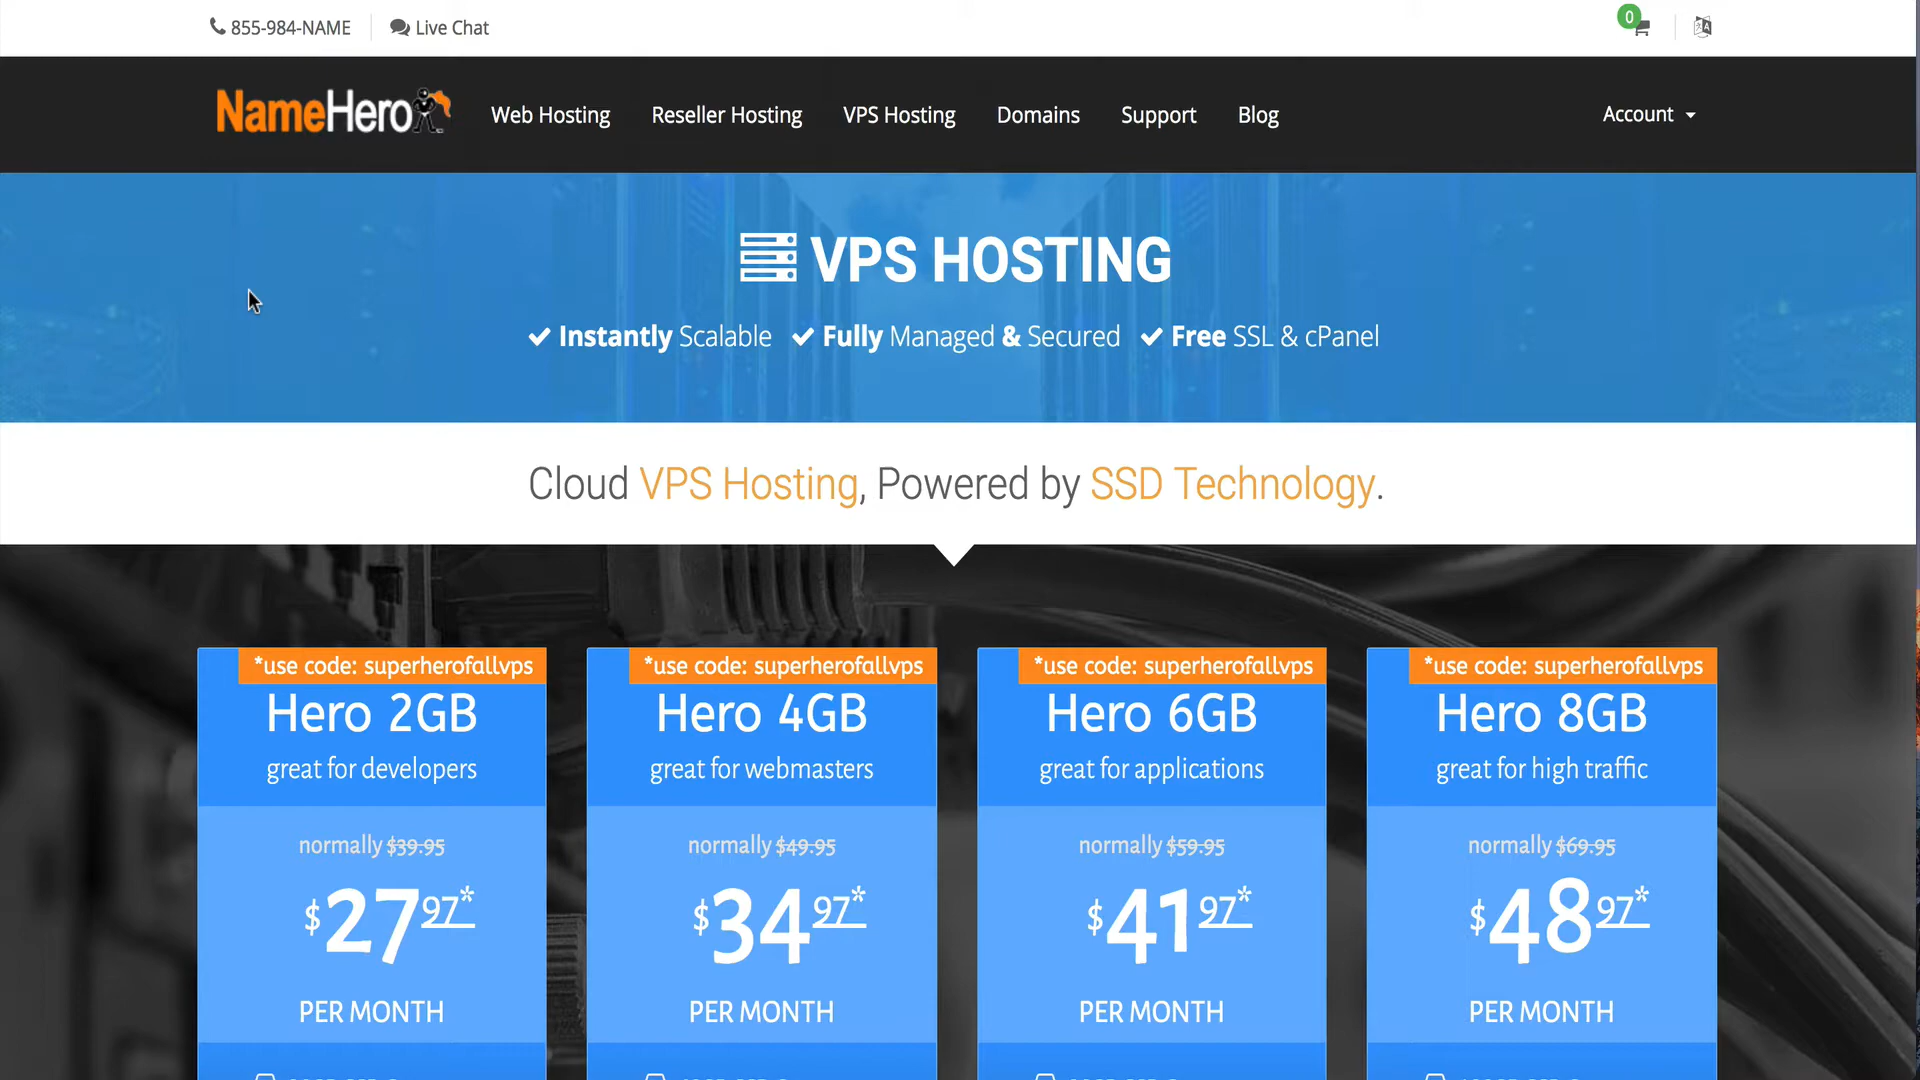 855-984-NAME
Live Chat
0
NameHero
Web Hosting
Reseller Hosting
VPS Hosting
Domains
Support
Blog
Account
VPS HOSTING
Instantly Scalable
Fully Managed & Secured
Free SSL & cPanel
Cloud VPS Hosting, Powered by SSD Technology.
*use code: superherofallvps
Hero 2GB
great for developers
normally $39.95
$27.97*
PER MONTH
*use code: superherofallvps
Hero 4GB
great for webmasters
normally $49.95
$34.97*
PER MONTH
*use code: superherofallvps
Hero 6GB
great for applications
normally $59.95
$41.97*
PER MONTH
*use code: superherofallvps
Hero 8GB
great for high traffic
normally $69.95
$48.97*
PER MONTH